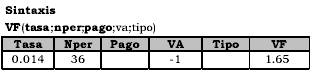 Sintaxis
VF(tasa;nper;pago;va;tipo)
Tasa Nper Pago VA Tipo VF
0.014 36 -1 1.65